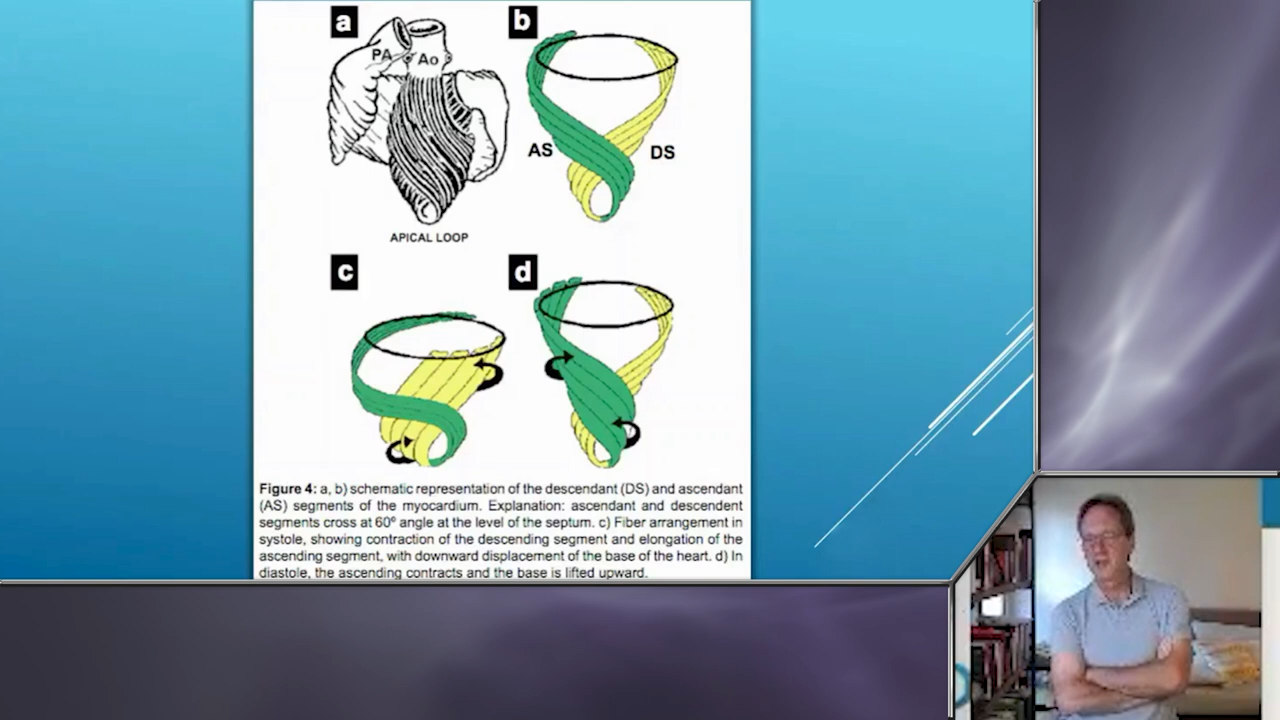 a
b
PA
Ao
AS
DS
APICAL LOOP
c
d
Figure 4: a, b) schematic representation of the descendant (DS) and ascendant
(AS) segments of the myocardium. Explanation: ascendant and descendent
segments cross at 60º angle at the level of the septum. c) Fiber arrangement in
systole, showing contraction of the descending segment and elongation of the
ascending segment, with downward displacement of the base of the heart. d) In
diastole, the ascending contracts and the base is lifted upward.